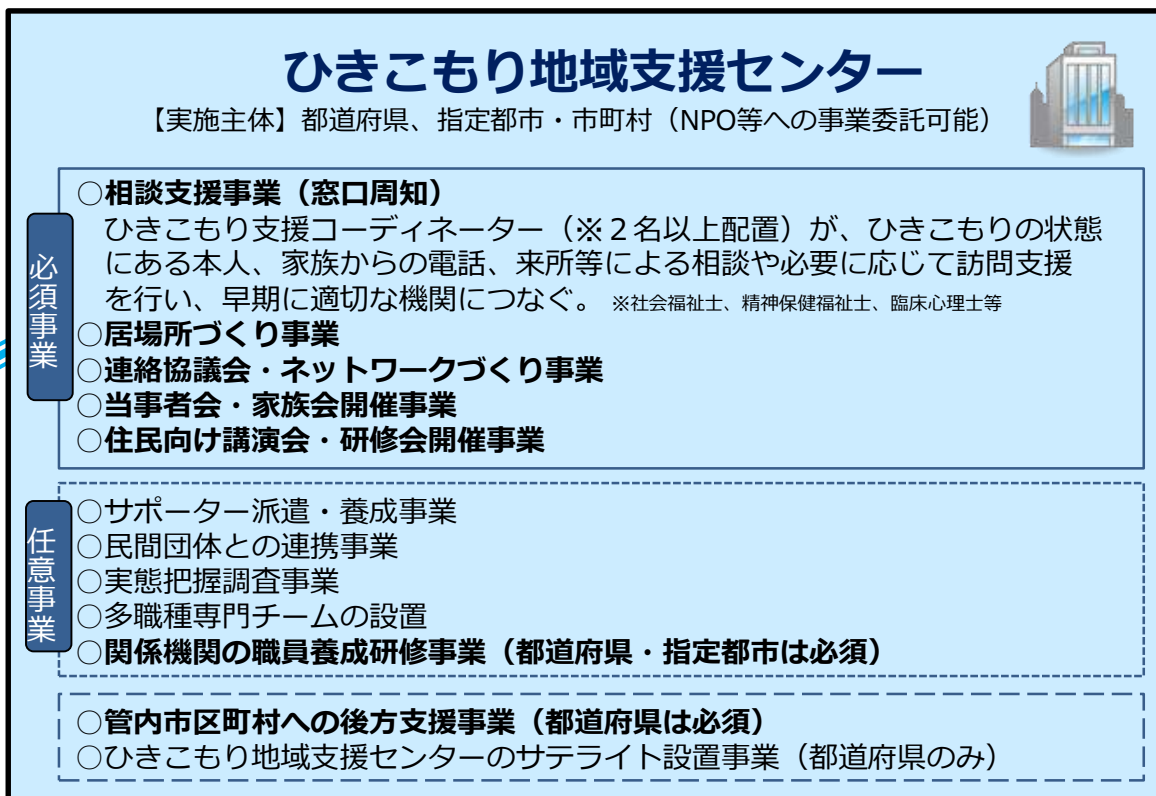 ひきこもり地域支援センター
【実施主体】都道府県、指定都市・市町村（NPO等への事業委託可能）
必須事業
○相談支援事業（窓口周知）
ひきこもり支援コーディネーター（※２名以上配置）が、ひきこもりの状態
にある本人、家族からの電話、来所等による相談や必要に応じて訪問支援
を行い、早期に適切な機関につなぐ。 ※社会福祉士、精神保健福祉士、臨床心理士等
○居場所づくり事業
○連絡協議会・ネットワークづくり事業
○当事者会・家族会開催事業
○住民向け講演会・研修会開催事業
任意事業
○サポーター派遣・養成事業
○民間団体との連携事業
○実態把握調査事業
○多職種専門チームの設置
○関係機関の職員養成研修事業（都道府県・指定都市は必須）
○管内市区町村への後方支援事業（都道府県は必須）
○ひきこもり地域支援センターのサテライト設置事業（都道府県のみ）